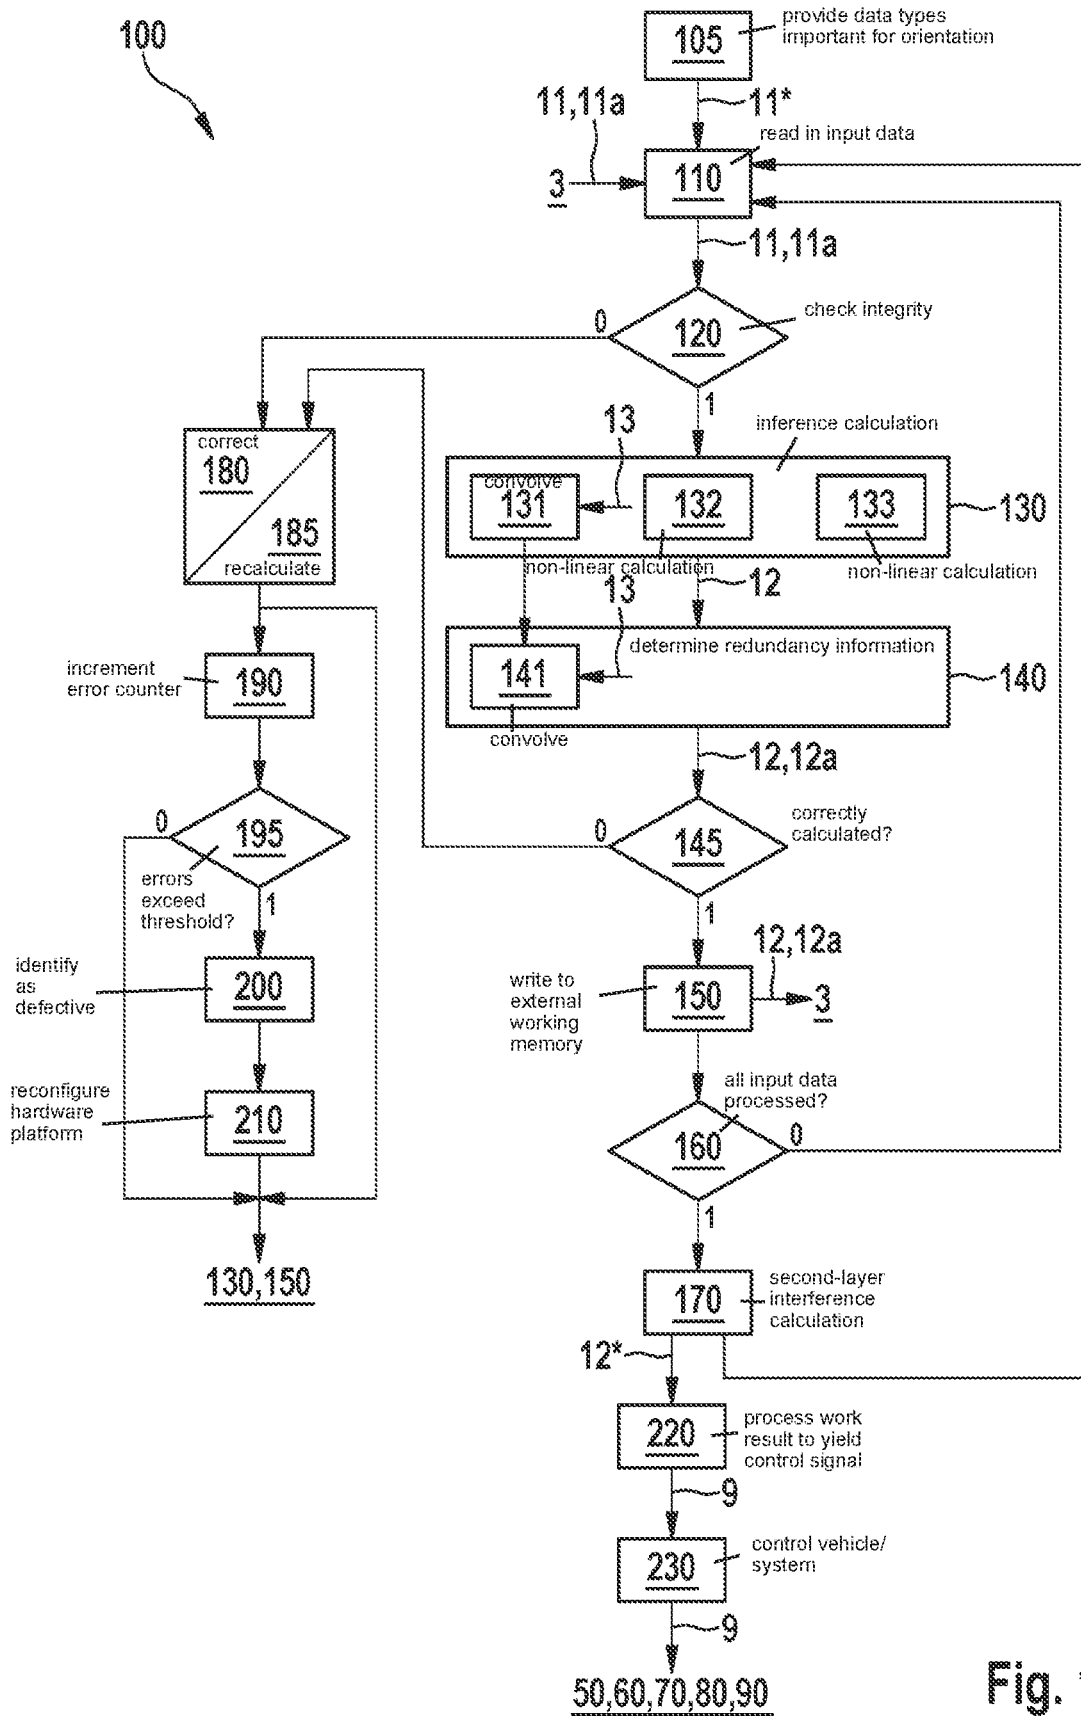 100
105
provide data types
important for orientation
11*
11,11a
read in input data
3
110
11,11a
0
120
check integrity
1
inference calculation
correct
180
185
recalculate
convolve
131
13
132
133
130
non-linear calculation
non-linear calculation
12
13
determine redundancy information
141
140
convolve
increment
error counter
190
12,12a
0
195
errors
exceed
threshold?
1
0
145
correctly
calculated?
1
identify
as
defective
200
write to
external
working
memory
150
12,12a
3
reconfigure
hardware
platform
210
all input data
processed?
160
0
1
130,150
170
second-layer
interference
calculation
12*
220
process work
result to yield
control signal
9
230
control vehicle/
system
9
50,60,70,80,90
Fig.